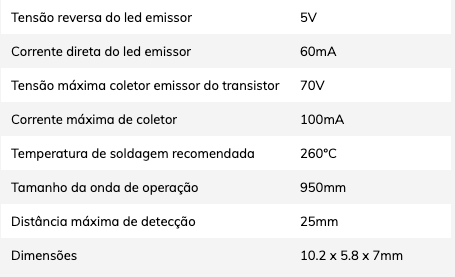 Tensão reversa do led emissor 5V
Corrente direta do led emissor 60mA
Tensão máxima coletor emissor do transistor 70V
Corrente máxima de coletor 100mA
Temperatura de soldagem recomendada 260°C
Tamanho da onda de operação 950mm
Distância máxima de detecção 25mm
Dimensões 10.2 x 5.8 x 7mm